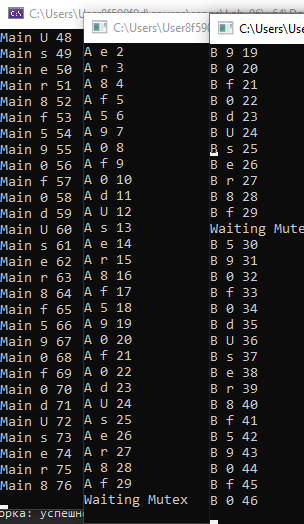 C:\Users\User8f590f9d\
C:\Users\User8f590
C:\Users\User
Main U 48
Main s 49
Main e 50
Main r 51
Main 8 52
Main f 53
Main 5 54
Main 9 55
Main 0 56
Main f 57
Main 0 58
Main d 59
Main U 60
Main s 61
Main e 62
Main r 63
Main 8 64
Main f 65
Main 5 66
Main 9 67
Main 0 68
Main f 69
Main 0 70
Main d 71
Main U 72
Main s 73
Main e 74
Main r 75
Main 8 76
орка: успешно
A e 2
A r 3
A 8 4
A f 5
A 5 6
A 9 7
A 0 8
A f 9
A 0 10
A d 11
A U 12
A s 13
A e 14
A r 15
A 8 16
A f 17
A 5 18
A 9 19
A 0 20
A f 21
A 0 22
A d 23
A U 24
A s 25
A e 26
A r 27
A 8 28
A f 29
Waiting Mutex
B 9 19
B 0 20
B f 21
B 0 22
B d 23
B U 24
B s 25
B e 26
B r 27
B 8 28
B f 29
Waiting Mute
B 5 30
B 9 31
B 0 32
B f 33
B 0 34
B d 35
B U 36
B s 37
B e 38
B r 39
B 8 40
B f 41
B 5 42
B 9 43
B 0 44
B f 45
B 0 46